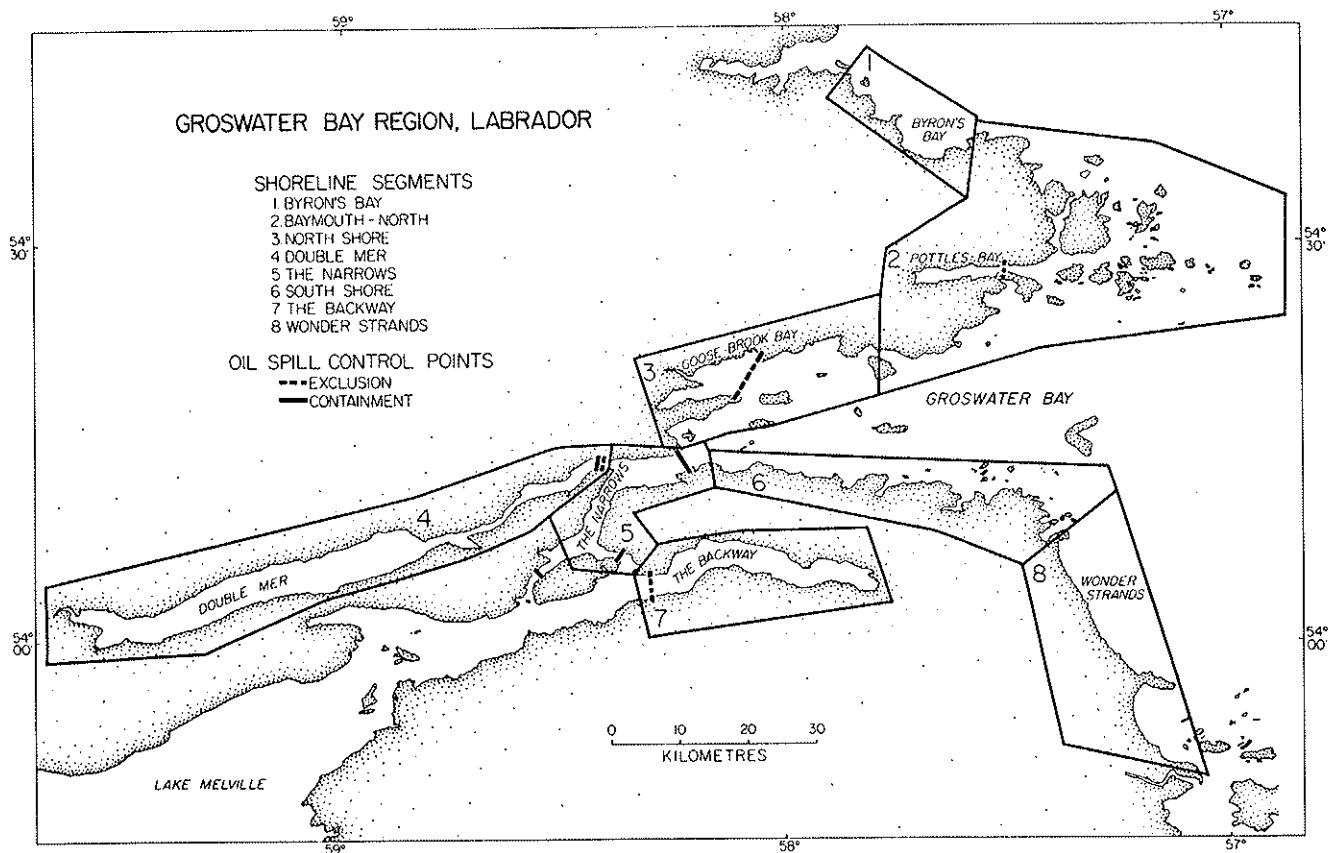 59°
58°
57°
GROSWATER BAY REGION, LABRADOR
SHORELINE SEGMENTS
1 BYRON'S BAY
2 BAYMOUTH-NORTH
3 NORTH SHORE
4 DOUBLE MER
5 THE NARROWS
6 SOUTH SHORE
7 THE BACKWAY
8 WONDER STRANDS
OIL SPILL CONTROL POINTS
EXCLUSION
CONTAINMENT
1
BYRON'S
BAY
54°
30'
54°
30'
2
POTTLES BAY
3
GOOSE BROOK BAY
GROSWATER BAY
4
DOUBLE MER
THE NARROWS
5
6
THE BACKWAY
7
8
WONDER
STRANDS
54°
00'
54°
00'
0 10 20 30
KILOMETRES
LAKE MELVILLE
59°
58°
57°